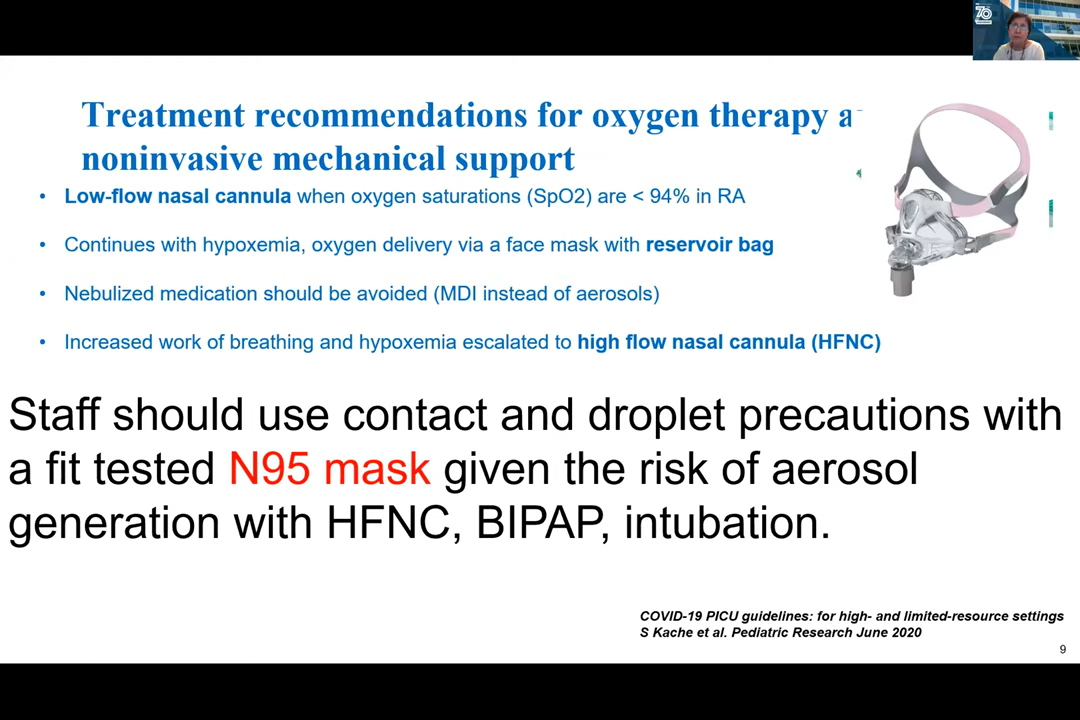 70
Treatment recommendations for oxygen therapy a
noninvasive mechanical support
• Low-flow nasal cannula when oxygen saturations (SpO2) are < 94% in RA
• Continues with hypoxemia, oxygen delivery via a face mask with reservoir bag
• Nebulized medication should be avoided (MDI instead of aerosols)
• Increased work of breathing and hypoxemia escalated to high flow nasal cannula (HFNC)
Staff should use contact and droplet precautions with
a fit tested N95 mask given the risk of aerosol
generation with HFNC, BIPAP, intubation.
COVID-19 PICU guidelines: for high- and limited-resource settings
S Kache et al. Pediatric Research June 2020
9